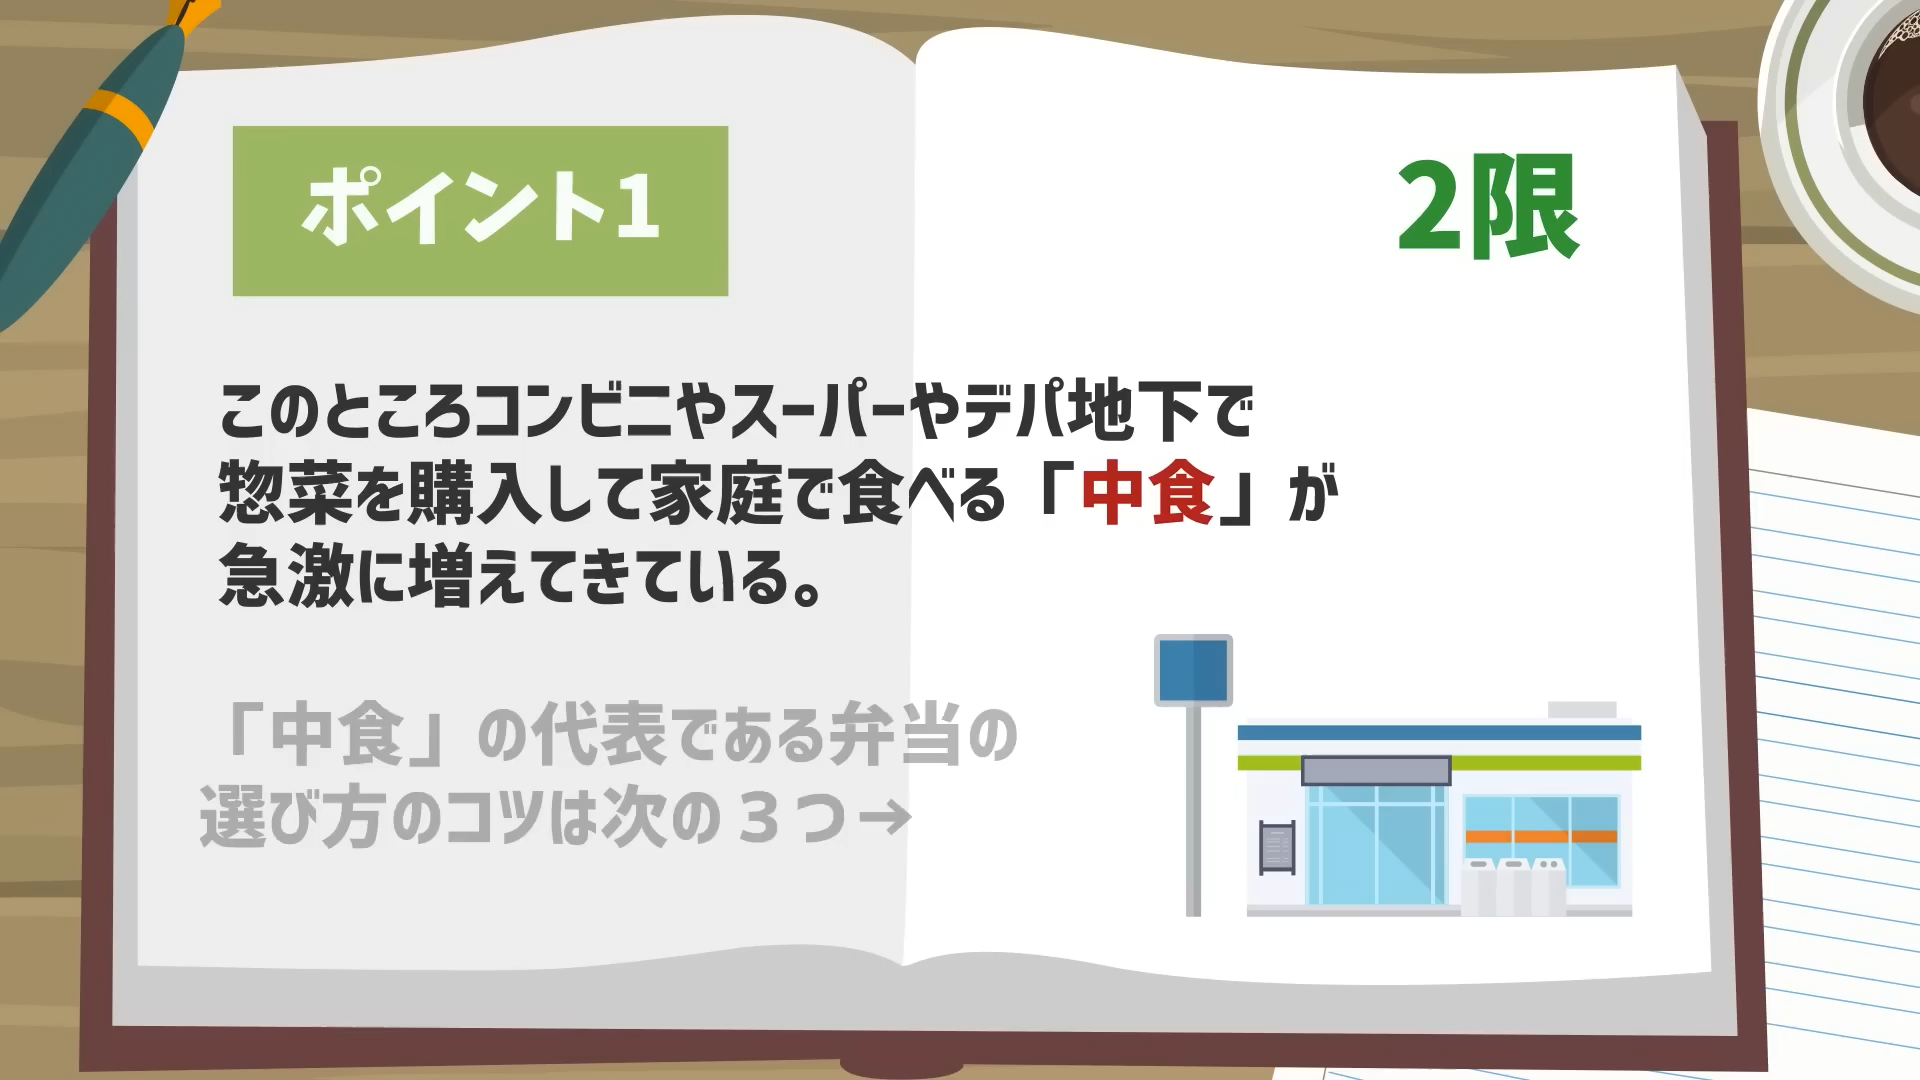 ポイント1
2限
このところコンビニやスーパーやデパ地下で
惣菜を購入して家庭で食べる「中食」が
急激に増えてきている。
「中食」の代表である弁当の
選び方のコツは次の３つ→